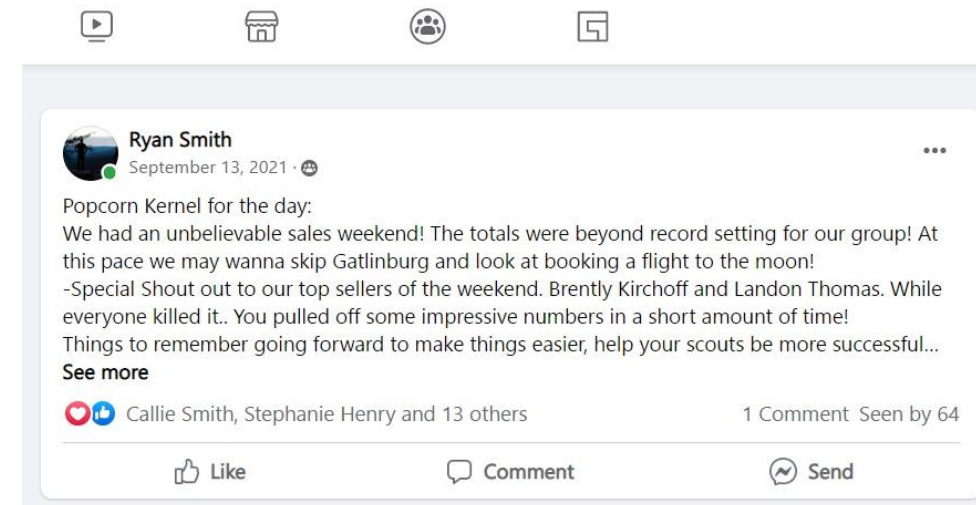 Ryan Smith
September 13, 2021 ·
Popcorn Kernel for the day:
We had an unbelievable sales weekend! The totals were beyond record setting for our group! At
this pace we may wanna skip Gatlinburg and look at booking a flight to the moon!
-Special Shout out to our top sellers of the weekend. Brently Kirchoff and Landon Thomas. While
everyone killed it.. You pulled off some impressive numbers in a short amount of time!
Things to remember going forward to make things easier, help your scouts be more successful...
See more
Callie Smith, Stephanie Henry and 13 others 1 Comment Seen by 64
Like Comment Send